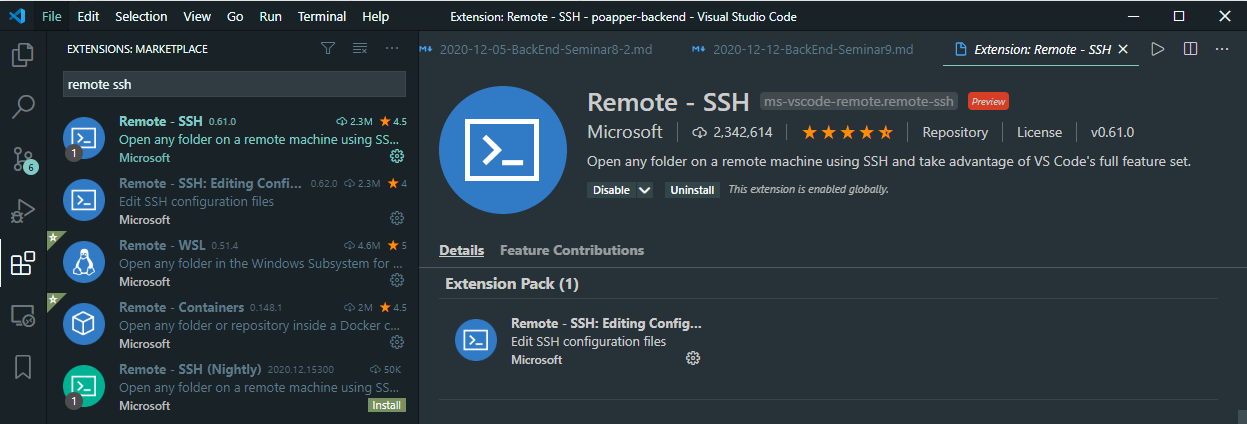 File Edit Selection View Go Run Terminal Help Extension: Remote - SSH - poapper-backend - Visual Studio Code
EXTENSIONS: MARKETPLACE
remote ssh
Remote - SSH 0.61.0 2.3M 4.5
Open any folder on a remote machine using SS...
1
Microsoft
Remote - SSH: Editing Confi... 0.62.0 2.3M 4
Edit SSH configuration files
Microsoft
Remote - WSL 0.51.4 4.6M 5
Open any folder in the Windows Subsystem for ...
Microsoft
Remote - Containers 0.148.1 2M 4.5
Open any folder or repository inside a Docker c...
Microsoft
Remote - SSH (Nightly) 2020.12.15300 50K
Open any folder on a remote machine using SS...
1
Microsoft Install
6
2020-12-05-BackEnd-Seminar8-2.md 2020-12-12-BackEnd-Seminar9.md Extension: Remote - SSH
Remote - SSH ms-vscode-remote.remote-ssh Preview
Microsoft 2,342,614 Repository License v0.61.0
Open any folder on a remote machine using SSH and take advantage of VS Code's full feature set.
Disable Uninstall This extension is enabled globally.
Details Feature Contributions
Extension Pack (1)
Remote - SSH: Editing Config...
Edit SSH configuration files
Microsoft